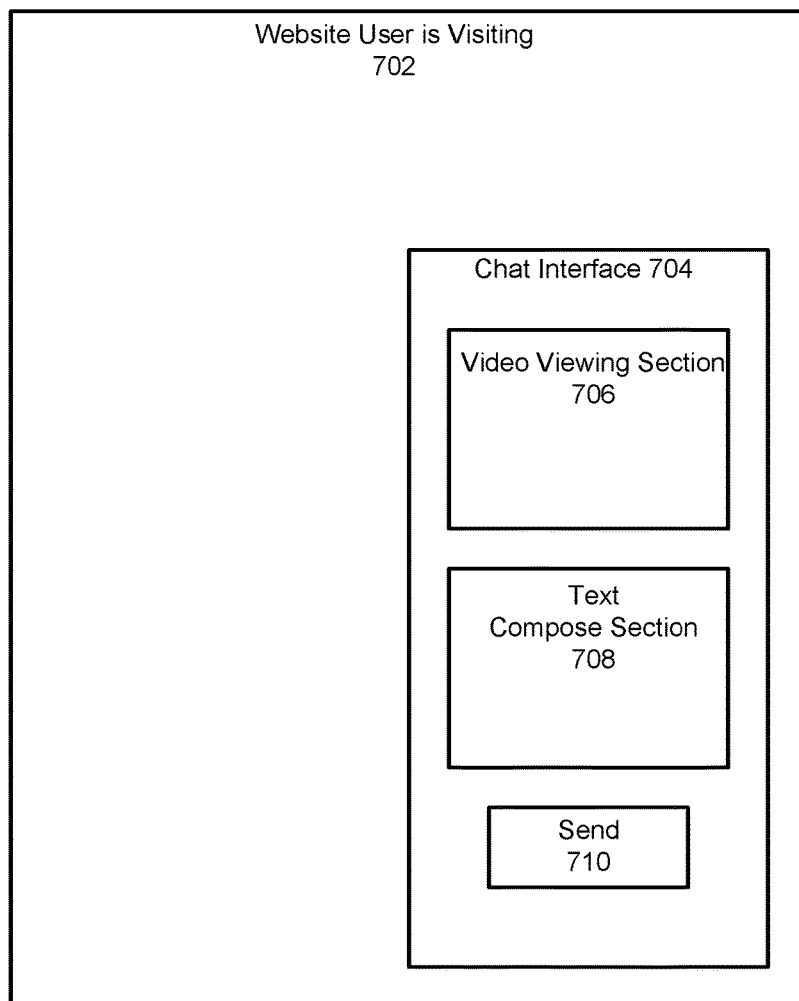 Website User is Visiting
702
Chat Interface 704
Video Viewing Section
706
Text
Compose Section
708
Send
710